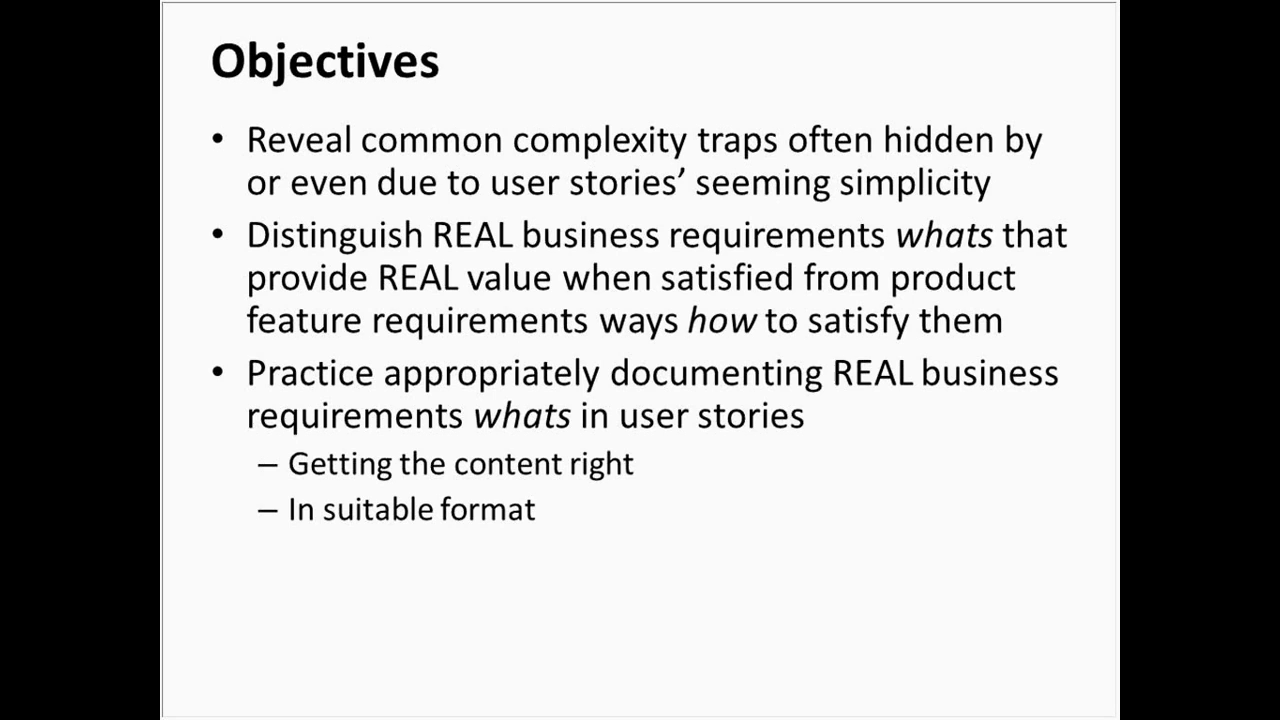 Objectives
• Reveal common complexity traps often hidden by
or even due to user stories’ seeming simplicity
• Distinguish REAL business requirements whats that
provide REAL value when satisfied from product
feature requirements ways how to satisfy them
• Practice appropriately documenting REAL business
requirements whats in user stories
– Getting the content right
– In suitable format